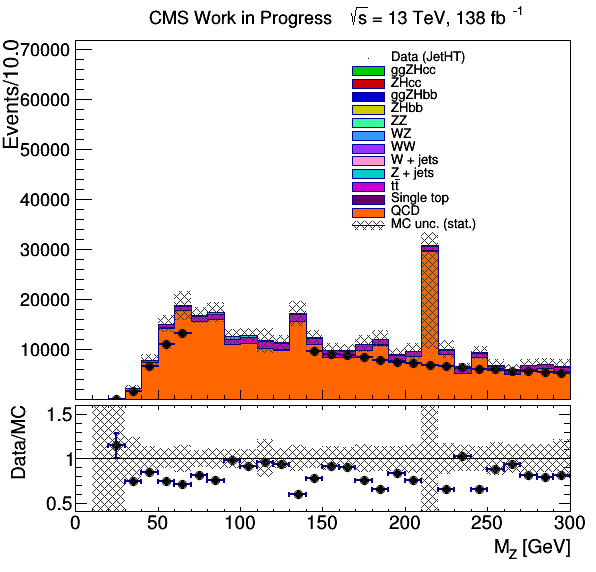 CMS Work in Progress √s = 13 TeV, 138 fb⁻¹
Events/10.0
70000
60000
50000
40000
30000
20000
10000
Data (JetHT)
ggZHcc
ZHcc
ggZHbb
ZHbb
ZZ
WZ
WW
W + jets
Z + jets
tt̄
Single top
QCD
MC unc. (stat.)
Data/MC
1.5
1
0.5
0 50 100 150 200 250 300
M_Z [GeV]